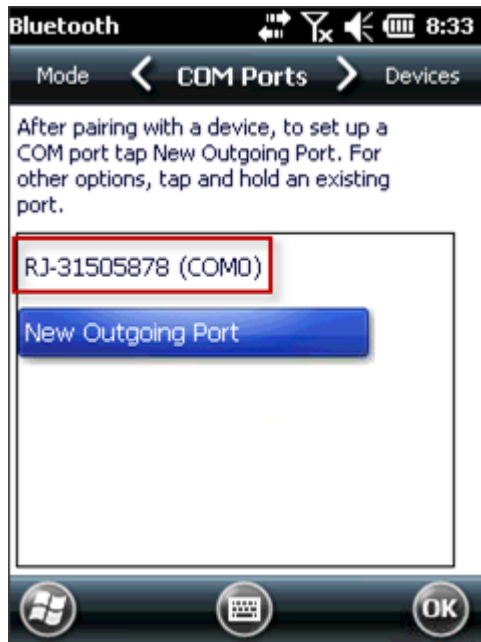 Bluetooth 8:33
Mode COM Ports Devices
After pairing with a device, to set up a
COM port tap New Outgoing Port. For
other options, tap and hold an existing
port.
RJ-31505878 (COM0)
New Outgoing Port
OK